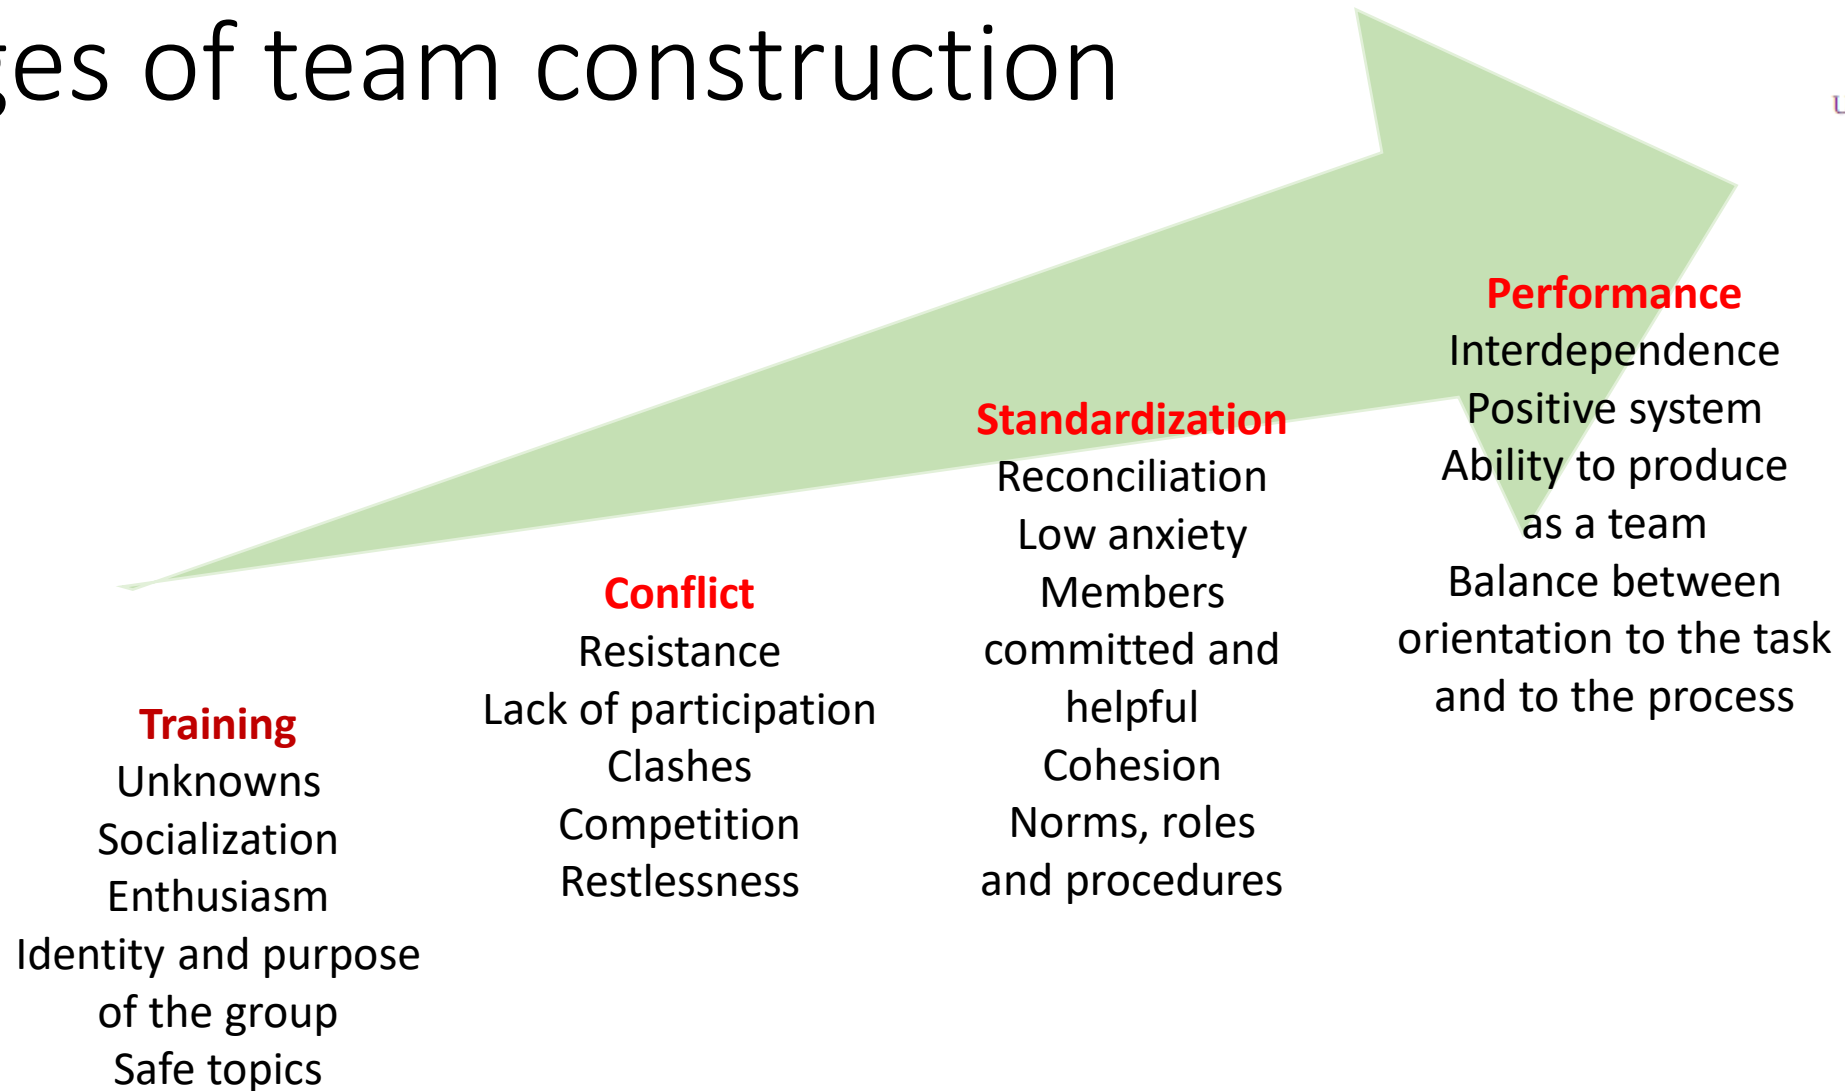 ges of team construction
Training
Unknowns
Socialization
Enthusiasm
Identity and purpose
of the group
Safe topics
Conflict
Resistance
Lack of participation
Clashes
Competition
Restlessness
Standardization
Reconciliation
Low anxiety
Members
committed and
helpful
Cohesion
Norms, roles
and procedures
Performance
Interdependence
Positive system
Ability to produce
as a team
Balance between
orientation to the task
and to the process